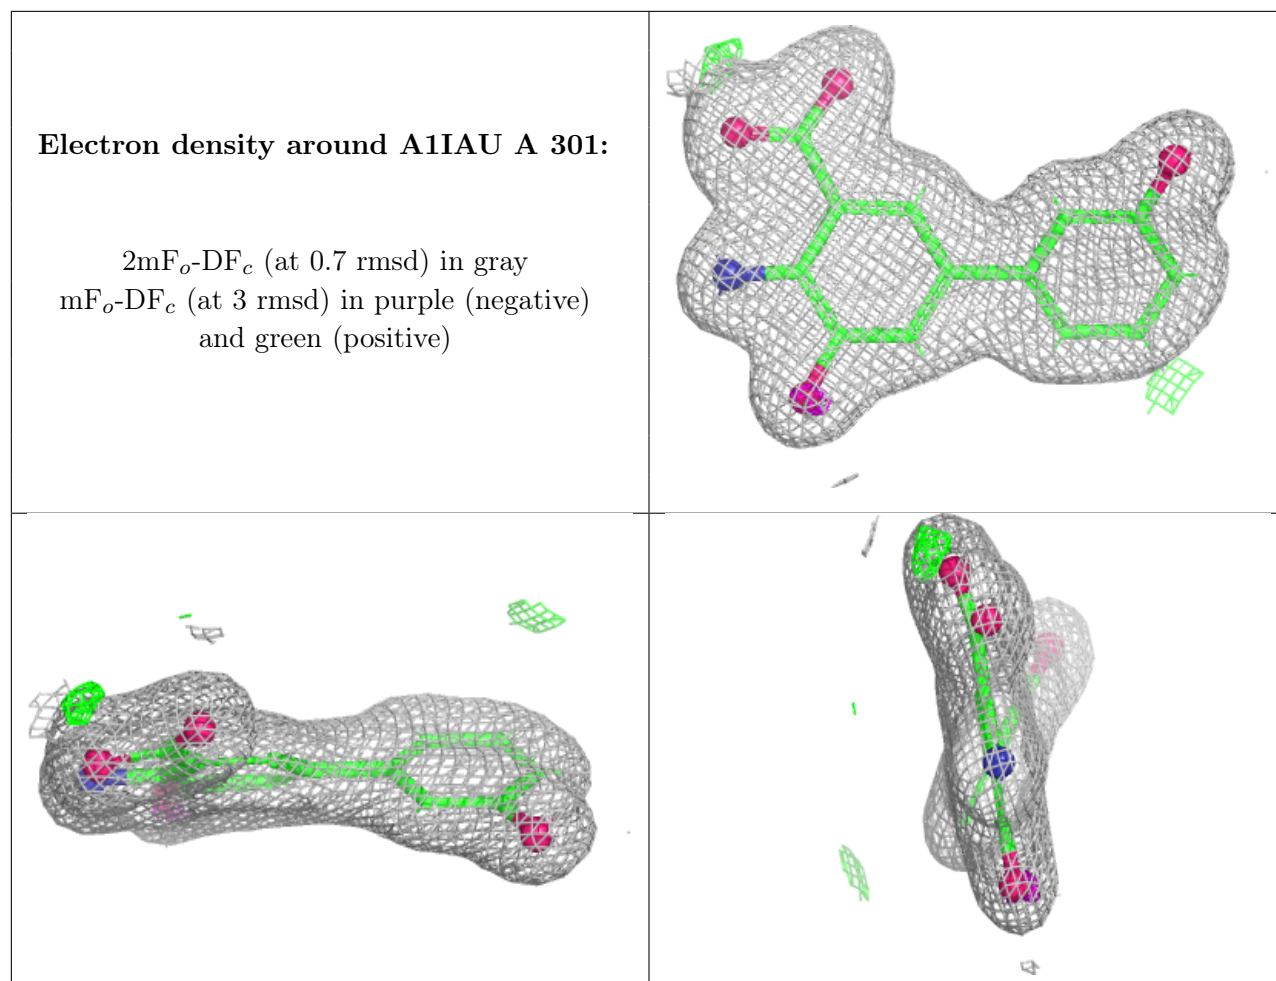 Electron density around A1IAU A 301:
2mFo-DFc (at 0.7 rmsd) in gray
mFo-DFc (at 3 rmsd) in purple (negative)
and green (positive)